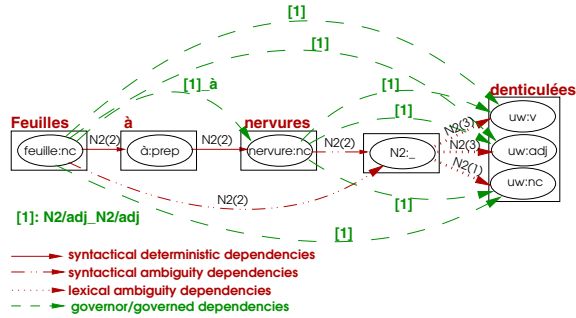 [1]
[1]
[1]_à
[1]
[1]
denticulées
Feuilles à nervures
uw:v
N2(3)
feuille:nc N2(2) à:prep N2(2) nervure:nc N2(2) N2:_ N2(3) uw:adj
N2(1)
uw:nc
N2(2)
[1]
[1]: N2/adj_N2/adj
[1]
syntactical deterministic dependencies
syntactical ambiguity dependencies
lexical ambiguity dependencies
governor/governed dependencies